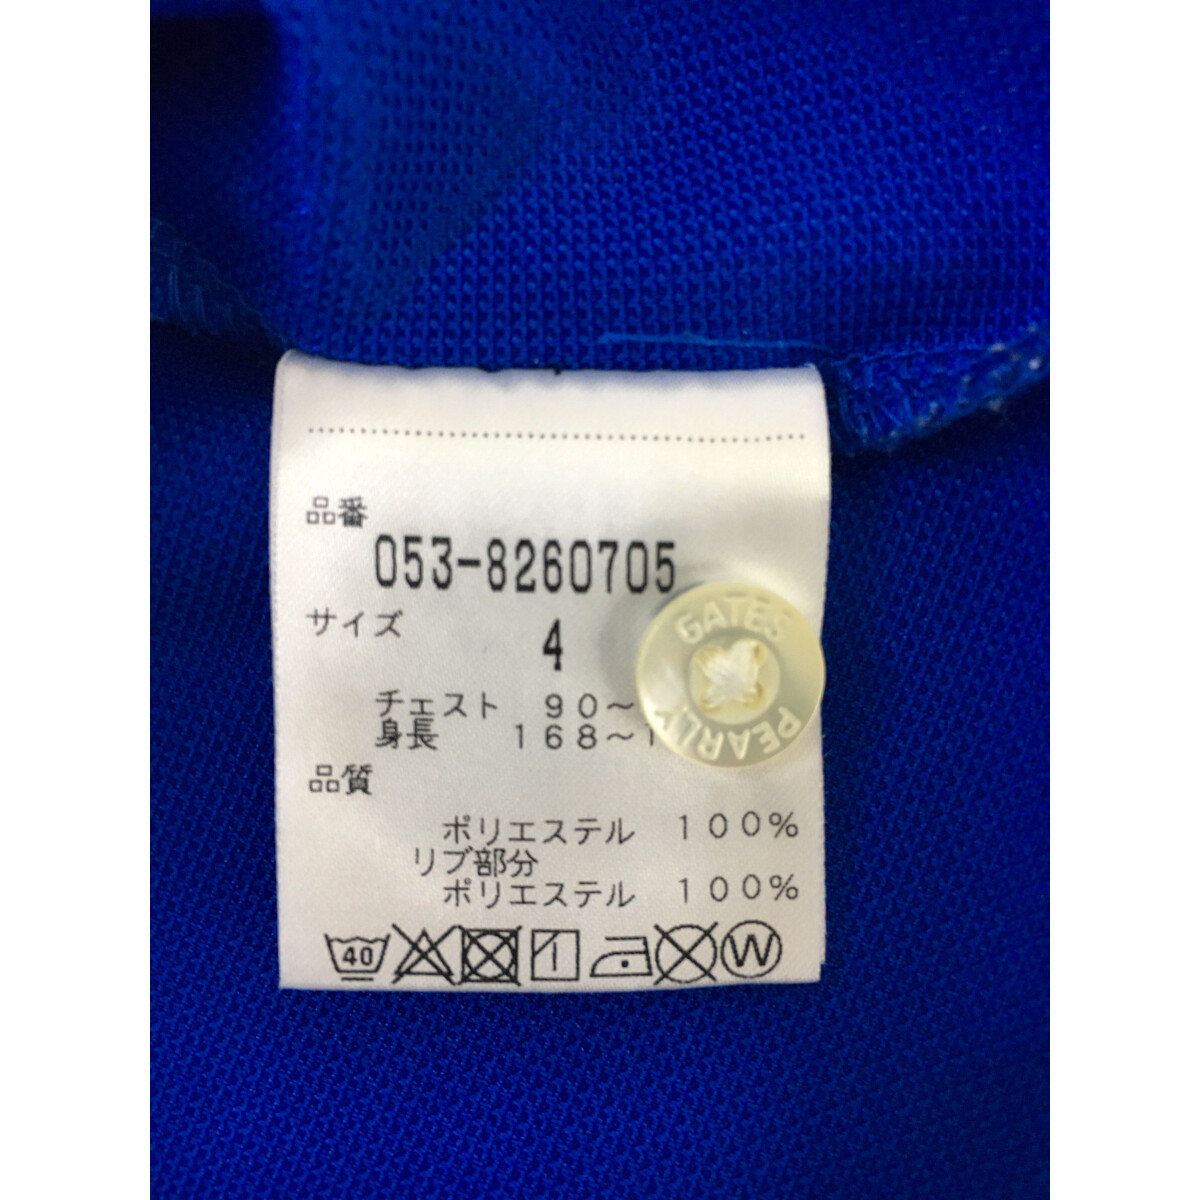 品番
053-8260705
サイズ
4
チェスト 90~
身長 168~1
品質
ポリエステル 100%
リブ部分
ポリエステル 100%
40
W
GATES
PEARLY